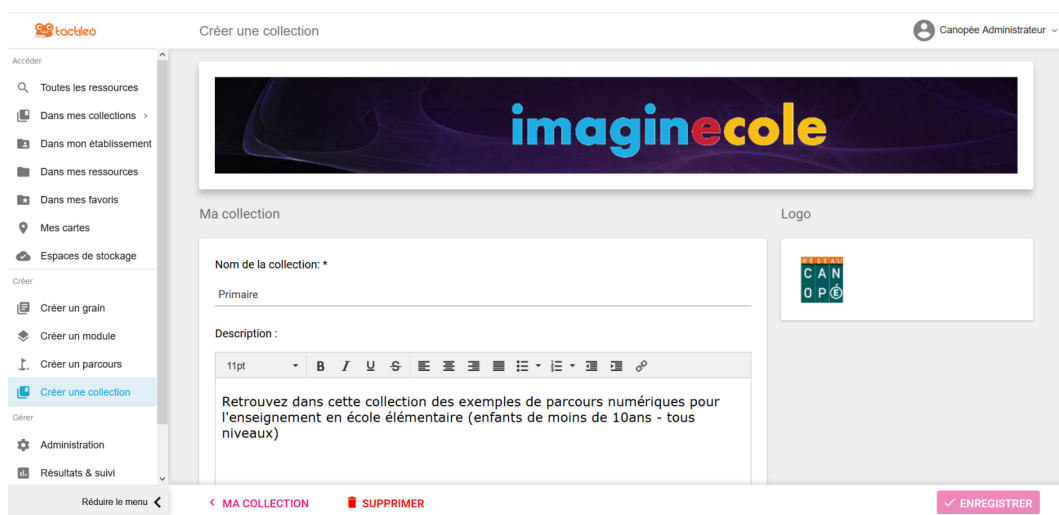 tactileo
Créer une collection
Canopée Administrateur
Accéder
Toutes les ressources
Dans mes collections
Dans mon établissement
Dans mes ressources
Dans mes favoris
Mes cartes
Espaces de stockage
Créer
Créer un grain
Créer un module
Créer un parcours
Créer une collection
Gérer
Administration
Résultats & suivi
Réduire le menu
imaginecole
Ma collection
Nom de la collection: *
Primaire
Description :
11pt B I U S
Retrouvez dans cette collection des exemples de parcours numériques pour
l'enseignement en école élémentaire (enfants de moins de 10ans - tous
niveaux)
Logo
RÉSEAU
CAN
OPÉ
MA COLLECTION
SUPPRIMER
ENREGISTRER